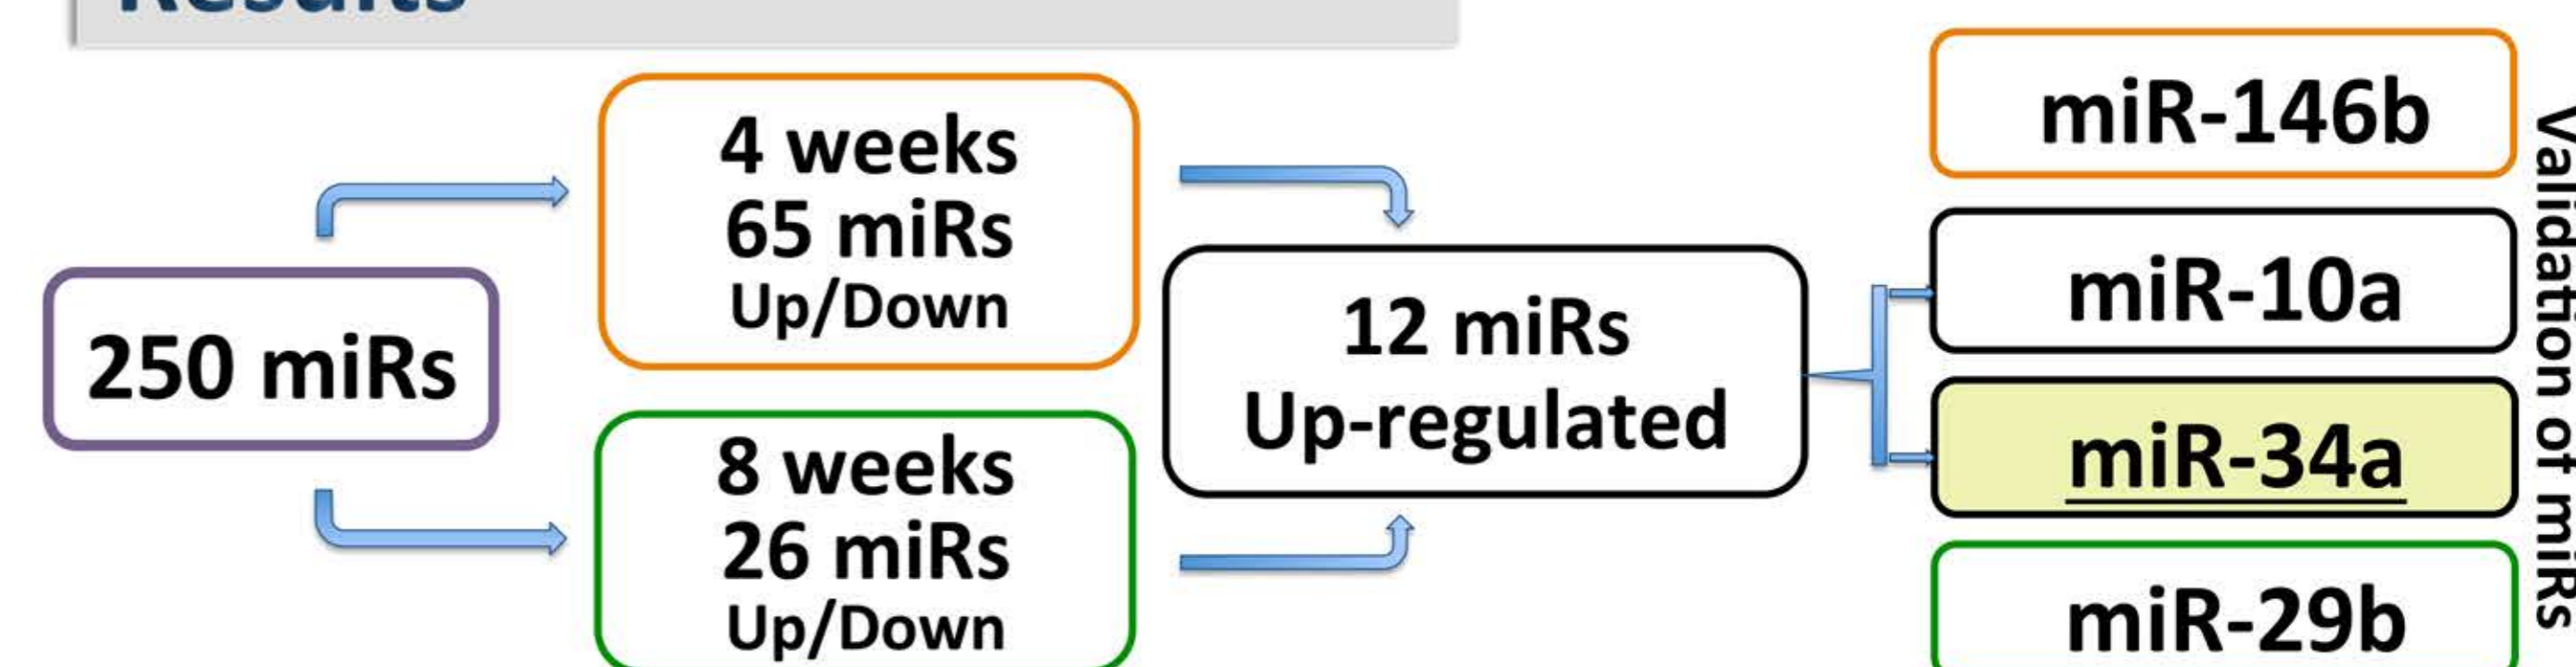 Results
250 miRs
4 weeks
65 miRs
Up/Down
8 weeks
26 miRs
Up/Down
12 miRs
Up-regulated
miR-146b
miR-10a
miR-34a
miR-29b
Validation of miRs